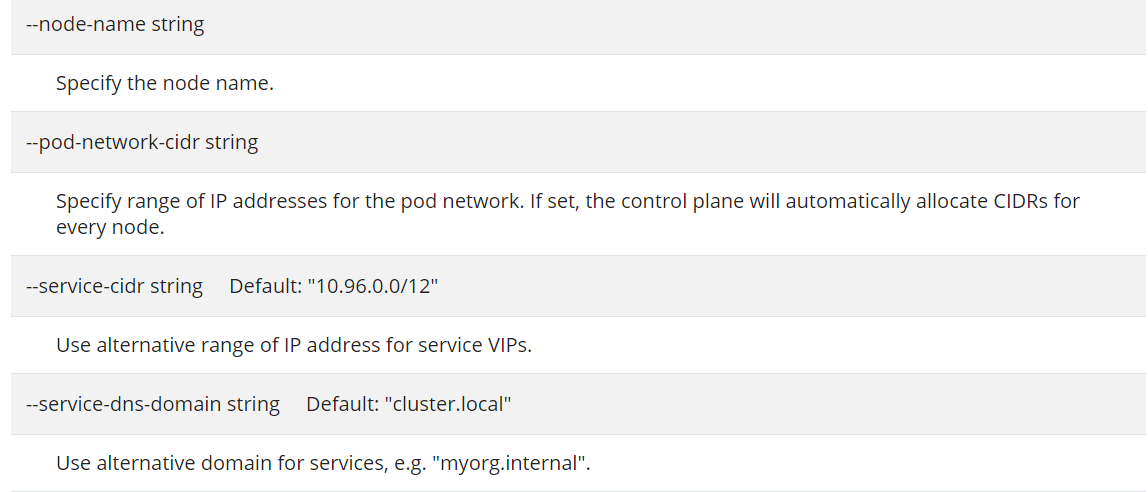 --node-name string
Specify the node name.
--pod-network-cidr string
Specify range of IP addresses for the pod network. If set, the control plane will automatically allocate CIDRs for
every node.
--service-cidr string     Default: "10.96.0.0/12"
Use alternative range of IP address for service VIPs.
--service-dns-domain string     Default: "cluster.local"
Use alternative domain for services, e.g. "myorg.internal".